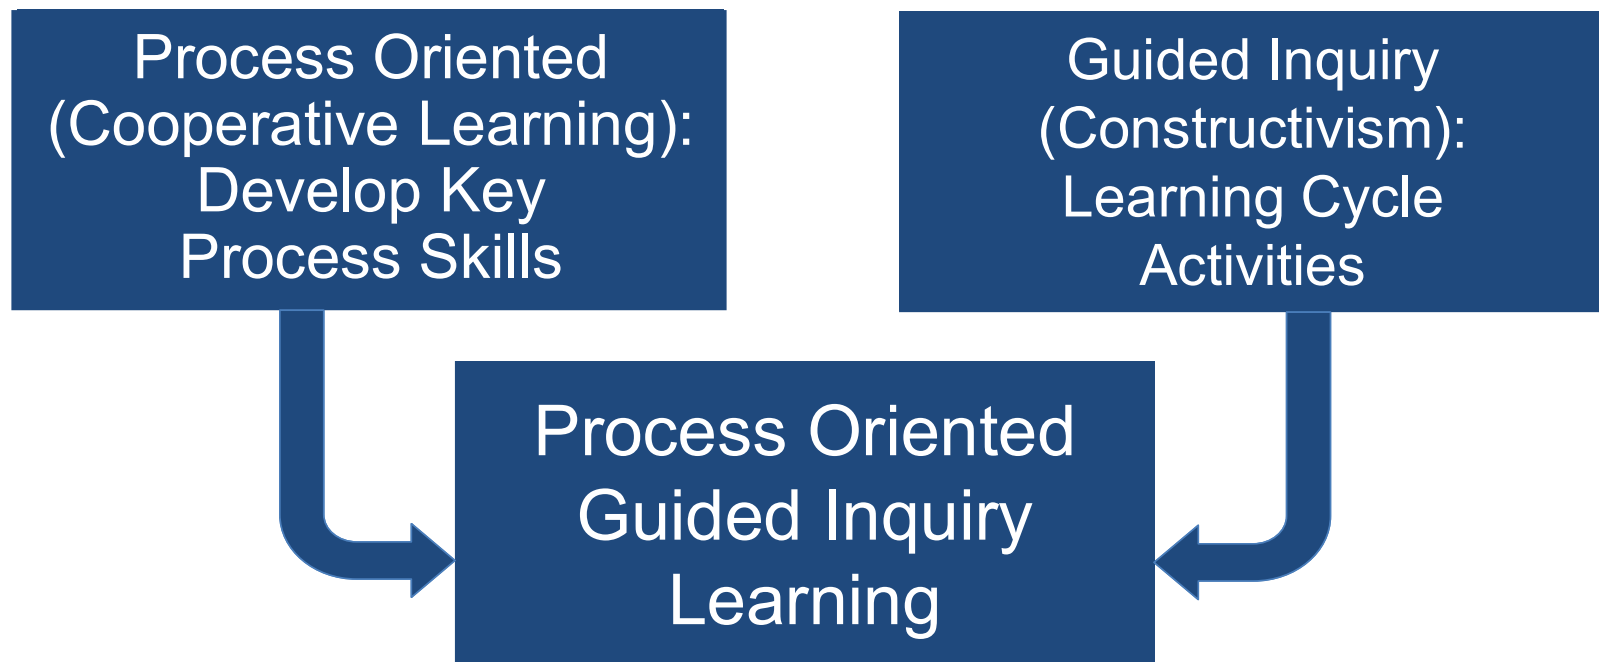 Process Oriented
(Cooperative Learning):
Develop Key
Process Skills
Guided Inquiry
(Constructivism):
Learning Cycle
Activities
Process Oriented
Guided Inquiry
Learning